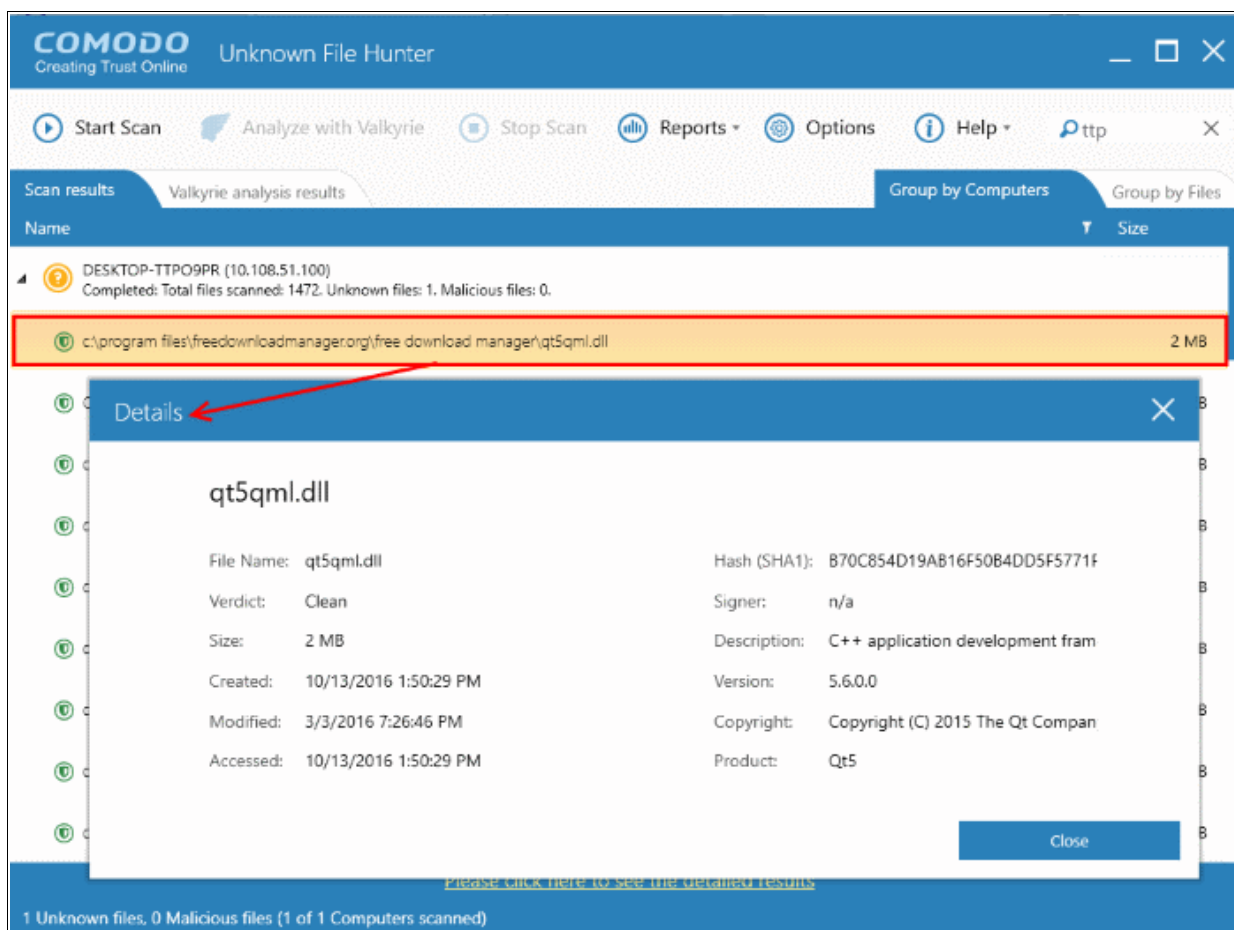 COMODO
Creating Trust Online
Unknown File Hunter
Start Scan
Analyze with Valkyrie
Stop Scan
Reports
Options
Help
ttp
Scan results
Valkyrie analysis results
Group by Computers
Group by Files
Name
Size
DESKTOP-TTPO9PR (10.108.51.100)
Completed: Total files scanned: 1472. Unknown files: 1. Malicious files: 0.
c:\program files\freedownloadmanager.org\free download manager\qt5qml.dll 2 MB
Details
qt5qml.dll
File Name: qt5qml.dll
Hash (SHA1): B70C854D19AB16F50B4DD5F5771F
Verdict: Clean
Signer: n/a
Size: 2 MB
Description: C++ application development fram
Created: 10/13/2016 1:50:29 PM
Version: 5.6.0.0
Modified: 3/3/2016 7:26:46 PM
Copyright: Copyright (C) 2015 The Qt Compan
Accessed: 10/13/2016 1:50:29 PM
Product: Qt5
Close
Please click here to see the detailed results
1 Unknown files, 0 Malicious files (1 of 1 Computers scanned)